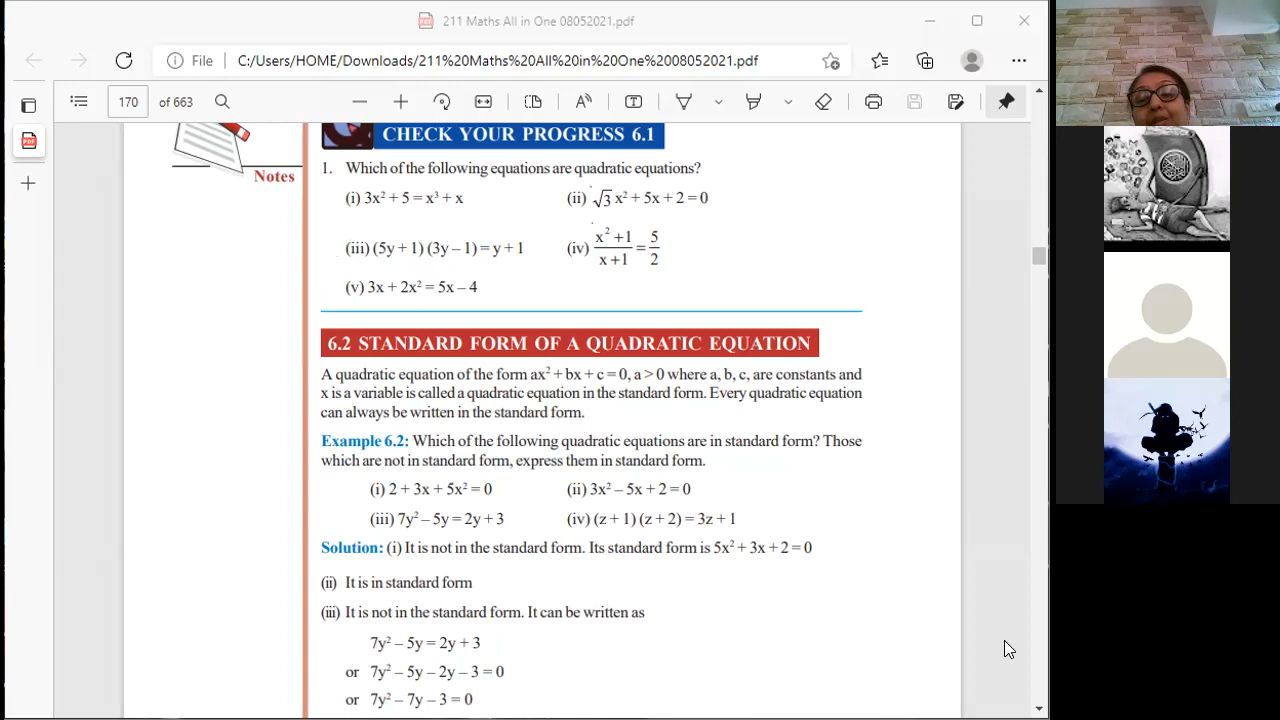 211 Maths All in One 08052021.pdf
File C:/Users/HOME/Downloads/211%20Maths%20All%20in%20One%2008052021.pdf
170 of 663
CHECK YOUR PROGRESS 6.1
Notes
1. Which of the following equations are quadratic equations?
(i) 3x² + 5 = x³ + x (ii) √3 x² + 5x + 2 = 0
(iii) (5y + 1) (3y – 1) = y + 1 (iv) (x² + 1)/(x + 1) = 5/2
(v) 3x + 2x² = 5x – 4
6.2 STANDARD FORM OF A QUADRATIC EQUATION
A quadratic equation of the form ax² + bx + c = 0, a > 0 where a, b, c, are constants and
x is a variable is called a quadratic equation in the standard form. Every quadratic equation
can always be written in the standard form.
Example 6.2: Which of the following quadratic equations are in standard form? Those
which are not in standard form, express them in standard form.
(i) 2 + 3x + 5x² = 0 (ii) 3x² – 5x + 2 = 0
(iii) 7y² – 5y = 2y + 3 (iv) (z + 1) (z + 2) = 3z + 1
Solution: (i) It is not in the standard form. Its standard form is 5x² + 3x + 2 = 0
(ii) It is in standard form
(iii) It is not in the standard form. It can be written as
7y² – 5y = 2y + 3
or 7y² – 5y – 2y – 3 = 0
or 7y² – 7y – 3 = 0